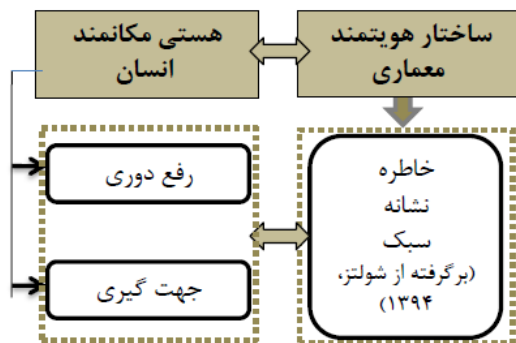 ساختار هویتمند
معماری
هستی مکانمند
انسان
خاطره
نشانه
سبک
(برگرفته از شولتز،
۱۳۹۴)
رفع دوری
جهت گیری